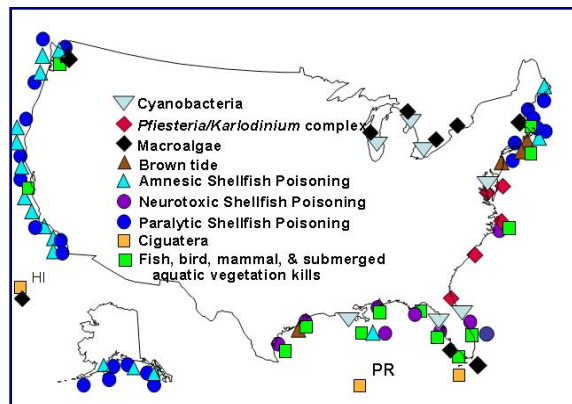 Cyanobacteria
Pfiesteria/Karlodinium complex
Macroalgae
Brown tide
Amnesic Shellfish Poisoning
Neurotoxic Shellfish Poisoning
Paralytic Shellfish Poisoning
Ciguatera
Fish, bird, mammal, & submerged
aquatic vegetation kills
HI
PR